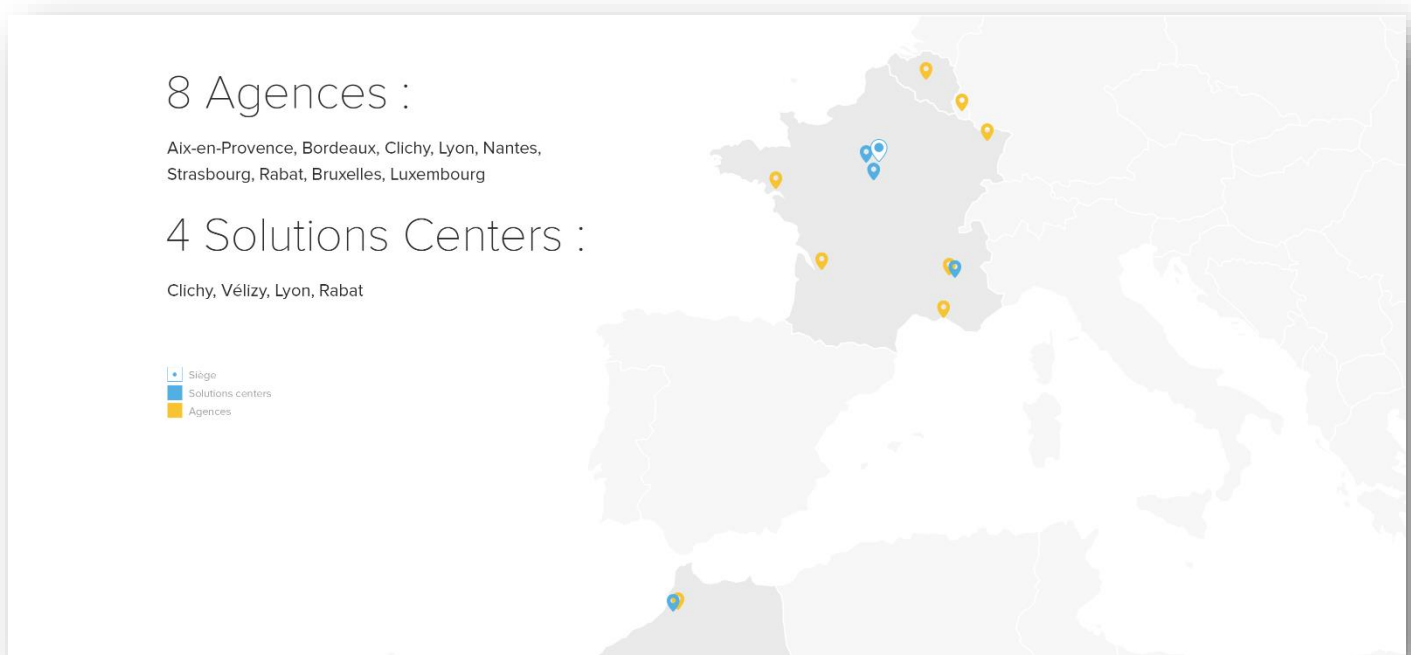 8 Agences :
Aix-en-Provence, Bordeaux, Clichy, Lyon, Nantes,
Strasbourg, Rabat, Bruxelles, Luxembourg
4 Solutions Centers :
Clichy, Vélizy, Lyon, Rabat
Siège
Solutions centers
Agences